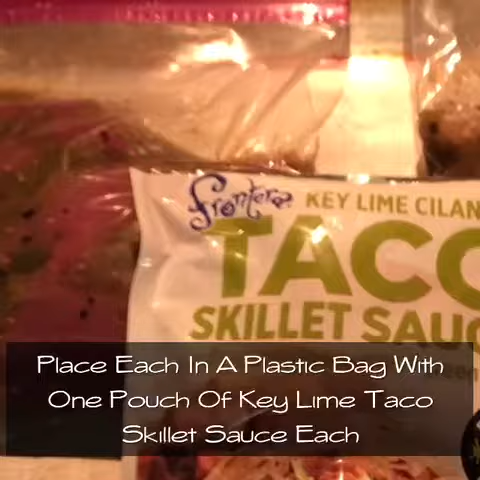 Frontera KEY LIME CILAN
TACO
SKILLET SAUC
Place Each In A Plastic Bag With
One Pouch Of Key Lime Taco
Skillet Sauce Each